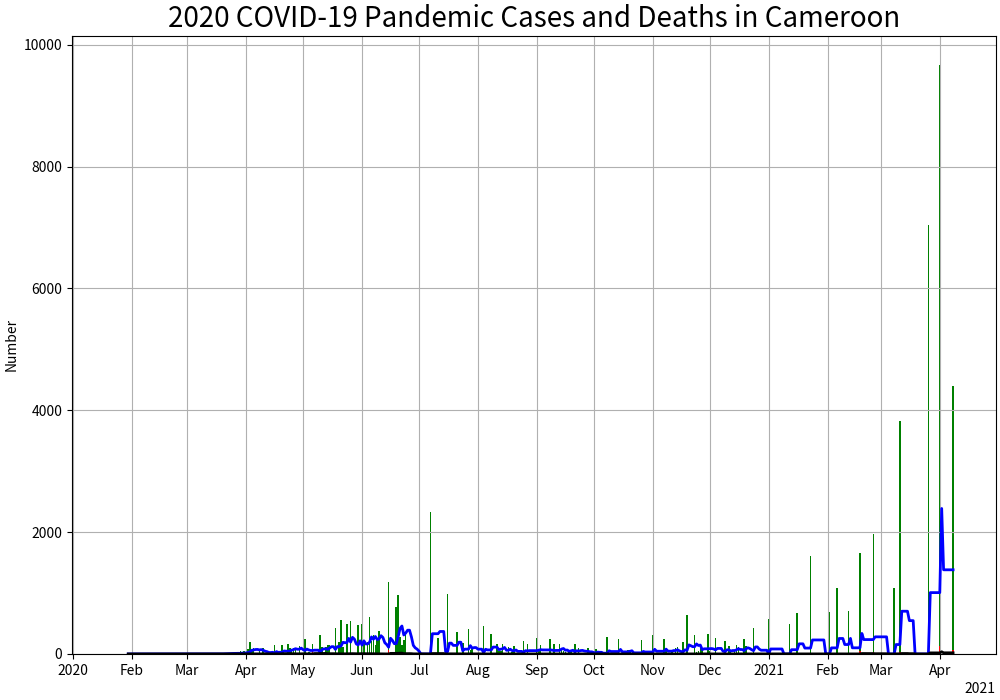 2020 COVID-19 Pandemic Cases and Deaths in Cameroon
10000
8000
6000
4000
2000
0
Number
2020 Feb Mar Apr May Jun Jul Aug Sep Oct Nov Dec 2021 Feb Mar Apr
2021